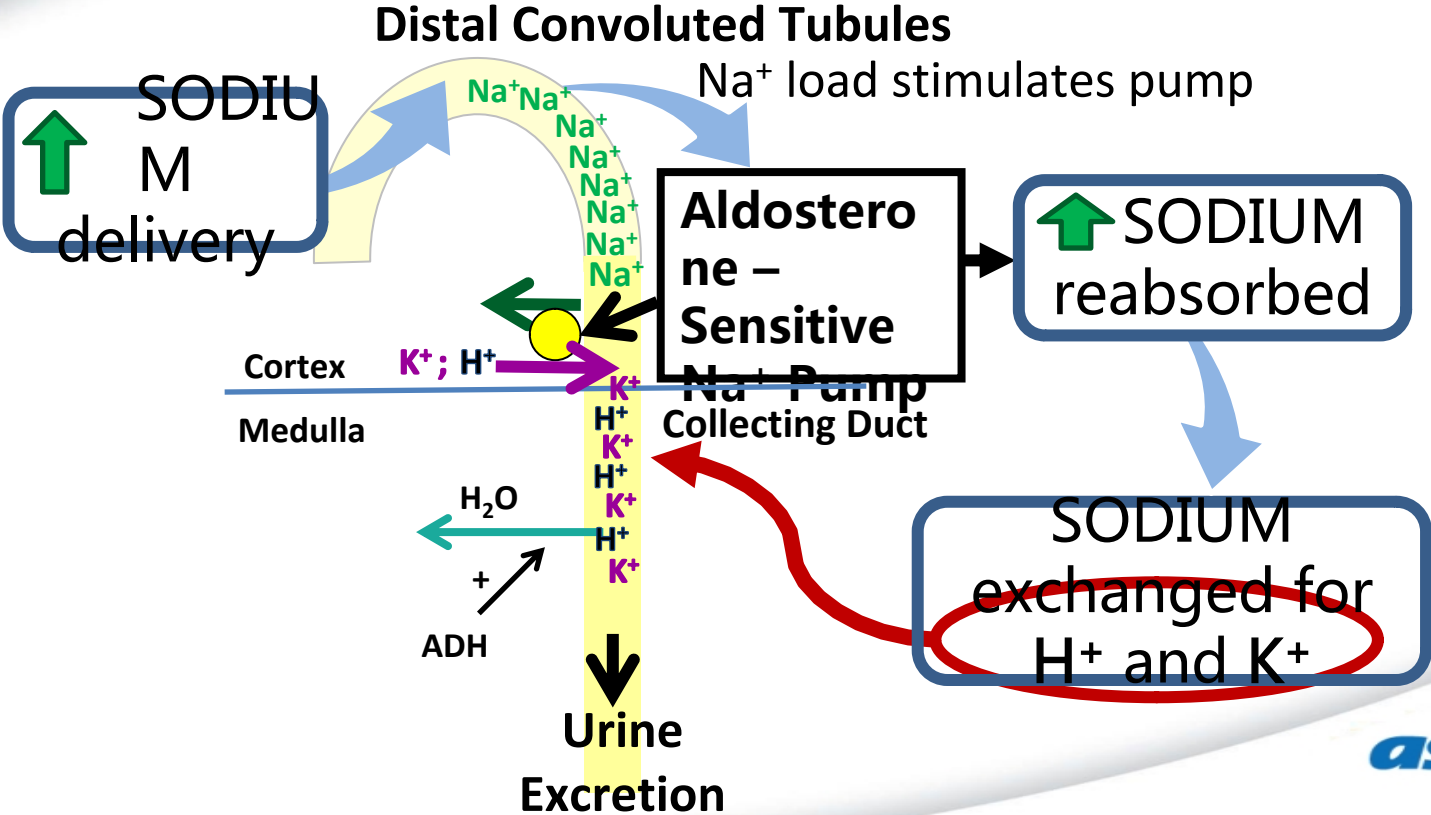 Distal Convoluted Tubules
Na⁺ load stimulates pump
SODIU
M
delivery
Na⁺Na⁺
Na⁺
Na⁺
Na⁺
Na⁺
Na⁺
Na⁺
Aldostero
ne –
Sensitive
Na⁺ Pump
SODIUM
reabsorbed
Cortex
K⁺; H⁺
Medulla
K⁺
H⁺
K⁺
H⁺
K⁺
H⁺
K⁺
Collecting Duct
H₂O
+
ADH
SODIUM
exchanged for
H⁺ and K⁺
Urine
Excretion
as